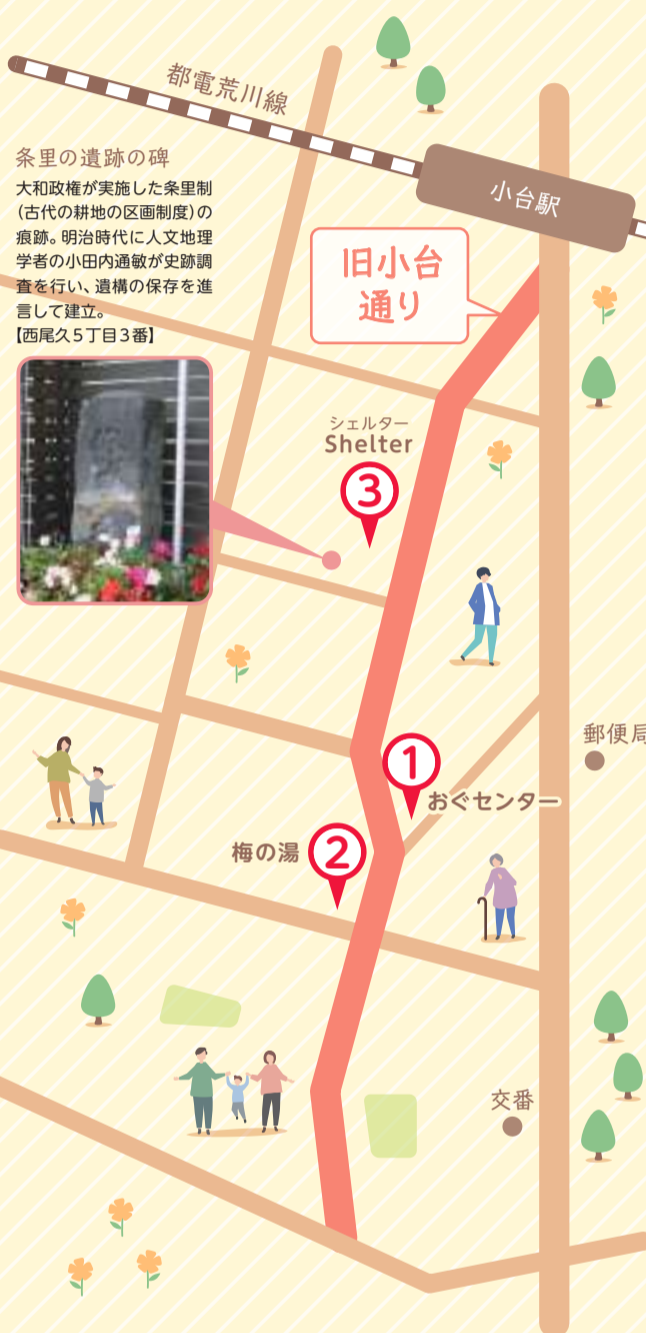 都電荒川線
小台駅
条里の遺跡の碑
大和政権が実施した条里制
(古代の耕地の区画制度)の
痕跡。明治時代に人文地理
学者の小田内通敏が史跡調
査を行い、遺構の保存を進
言して建立。
【西尾久5丁目3番】
旧小台
通り
シェルター
Shelter
3
郵便局
1
おぐセンター
梅の湯
2
交番